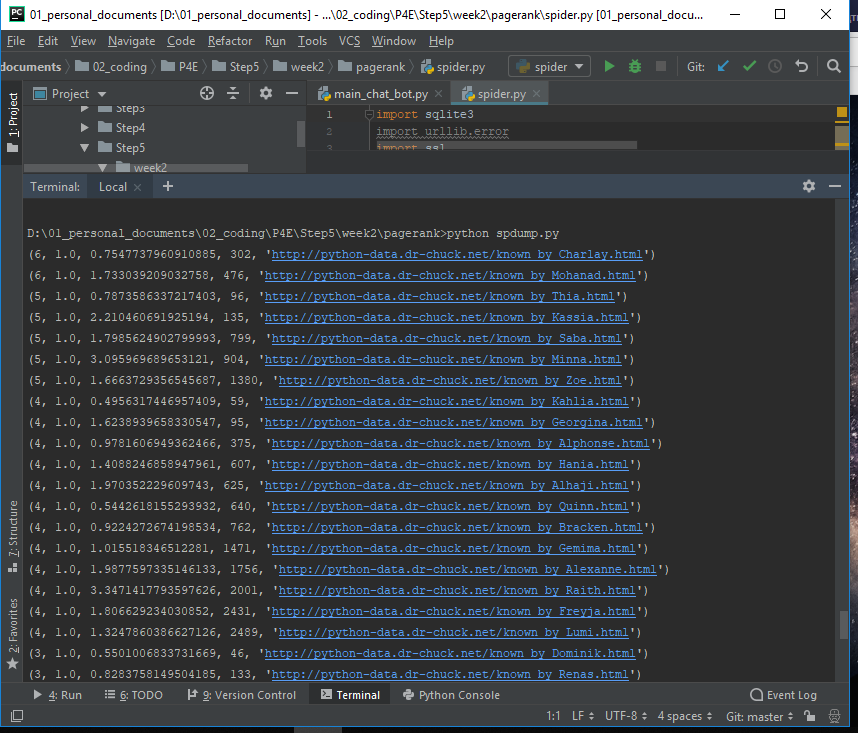 01_personal_documents [D:\01_personal_documents] - ...\02_coding\P4E\Step5\week2\pagerank\spider.py [01_personal_docu...
File Edit View Navigate Code Refactor Run Tools VCS Window Help
documents 02_coding P4E Step5 week2 pagerank spider.py spider Git:
1: Project
Project
main_chat_bot.py
spider.py
Step3
Step4
Step5
week2
1 import sqlite3
2 import urllib.error
3 import ssl
Terminal: Local +
D:\01_personal_documents\02_coding\P4E\Step5\week2\pagerank>python spdump.py
(6, 1.0, 0.7547737960910885, 302, 'http://python-data.dr-chuck.net/known_by_Charlay.html')
(6, 1.0, 1.733039209032758, 476, 'http://python-data.dr-chuck.net/known_by_Mohanad.html')
(5, 1.0, 0.7873586337217403, 96, 'http://python-data.dr-chuck.net/known_by_Thia.html')
(5, 1.0, 2.210460691925194, 135, 'http://python-data.dr-chuck.net/known_by_Kassia.html')
(5, 1.0, 1.7985624902799993, 799, 'http://python-data.dr-chuck.net/known_by_Saba.html')
(5, 1.0, 3.095969689653121, 904, 'http://python-data.dr-chuck.net/known_by_Minna.html')
(5, 1.0, 1.6663729356545687, 1380, 'http://python-data.dr-chuck.net/known_by_Zoe.html')
(4, 1.0, 0.4956317446957409, 59, 'http://python-data.dr-chuck.net/known_by_Kahlia.html')
(4, 1.0, 1.6238939658330547, 95, 'http://python-data.dr-chuck.net/known_by_Georgina.html')
(4, 1.0, 0.9781606949362466, 375, 'http://python-data.dr-chuck.net/known_by_Alphonse.html')
(4, 1.0, 1.4088246858947961, 607, 'http://python-data.dr-chuck.net/known_by_Hania.html')
(4, 1.0, 1.970352229609743, 625, 'http://python-data.dr-chuck.net/known_by_Alhaji.html')
(4, 1.0, 0.5442618155293932, 640, 'http://python-data.dr-chuck.net/known_by_Quinn.html')
(4, 1.0, 0.9224272674198534, 762, 'http://python-data.dr-chuck.net/known_by_Bracken.html')
(4, 1.0, 1.015518346512281, 1471, 'http://python-data.dr-chuck.net/known_by_Gemima.html')
(4, 1.0, 1.9877597335146133, 1756, 'http://python-data.dr-chuck.net/known_by_Alexanne.html')
(4, 1.0, 3.3471417793597626, 2001, 'http://python-data.dr-chuck.net/known_by_Raith.html')
(4, 1.0, 1.806629234030852, 2431, 'http://python-data.dr-chuck.net/known_by_Freyja.html')
(4, 1.0, 1.3247860386627126, 2489, 'http://python-data.dr-chuck.net/known_by_Lumi.html')
(3, 1.0, 0.5501006833731669, 46, 'http://python-data.dr-chuck.net/known_by_Dominik.html')
(3, 1.0, 0.8283758149504185, 133, 'http://python-data.dr-chuck.net/known_by_Renas.html')
7: Structure
2: Favorites
4: Run 6: TODO 9: Version Control Terminal Python Console Event Log
1:1 LF UTF-8 4 spaces Git: master